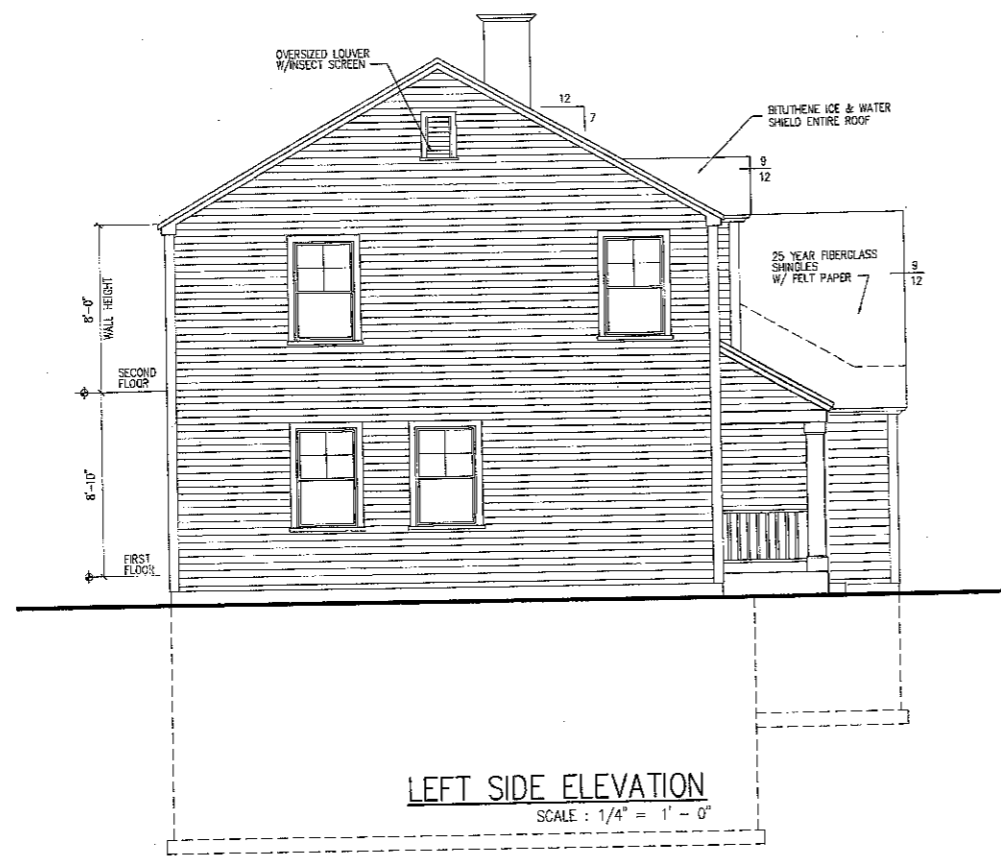 OVERSIZED LOUVER
W/INSECT SCREEN
12
7
BITUTHENE ICE & WATER
SHIELD ENTIRE ROOF
9
12
25 YEAR FIBERGLASS
SHINGLES
W/ FELT PAPER
9
12
8'-0"
WALL HEIGHT
SECOND
FLOOR
8'-10"
FIRST
FLOOR
LEFT SIDE ELEVATION
SCALE : 1/4" = 1' - 0"